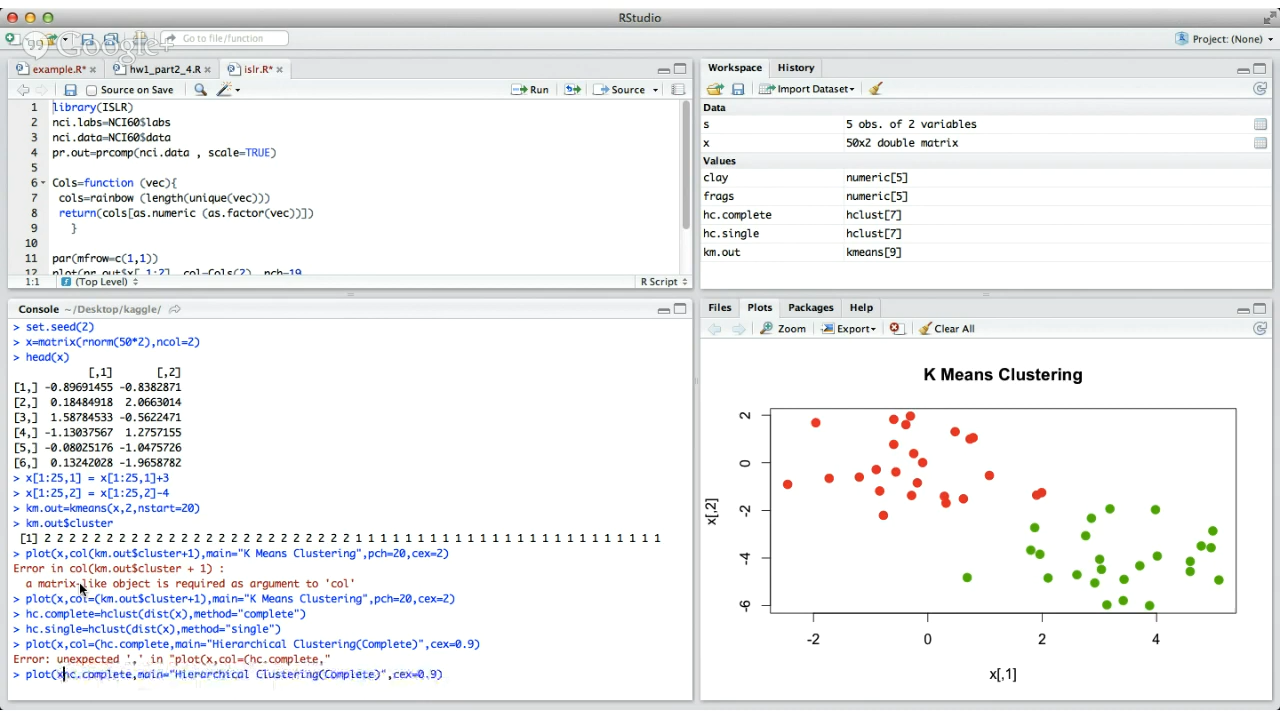 RStudio
Google+
Go to file/function
Project: (None)
example.R*
hw1_part2_4.R
islr.R*
Source on Save
Run
Source
1 library(ISLR)
2 nci.labs=NCI60$labs
3 nci.data=NCI60$data
4 pr.out=prcomp(nci.data , scale=TRUE)
5
6 Cols=function (vec){
7 cols=rainbow (length(unique(vec)))
8 return(cols[as.numeric (as.factor(vec))])
9 }
10
11 par(mfrow=c(1,1))
12 plot(pr.out$x[,1:2], col=Cols(2), pch=19,
1:1
(Top Level)
R Script
Console ~/Desktop/kaggle/
> set.seed(2)
> x=matrix(rnorm(50*2),ncol=2)
> head(x)
[,1] [,2]
[1,] -0.89691455 -0.8382871
[2,] 0.18484918 2.0663014
[3,] 1.58784533 -0.5622471
[4,] -1.13037567 1.2757155
[5,] -0.08025176 -1.0475726
[6,] 0.13242028 -1.9658782
> x[1:25,1] = x[1:25,1]+3
> x[1:25,2] = x[1:25,2]-4
> km.out=kmeans(x,2,nstart=20)
> km.out$cluster
[1] 2 2 2 2 2 2 2 2 2 2 2 2 2 2 2 2 2 2 2 2 2 2 2 2 2 1 1 1 1 1 1 1 1 1 1 1 1 1 1 1 1 1 1 1 1 1 1 1 1 1
> plot(x,col(km.out$cluster+1),main="K Means Clustering",pch=20,cex=2)
Error in col(km.out$cluster + 1) :
a matrix-like object is required as argument to 'col'
> plot(x,col=(km.out$cluster+1),main="K Means Clustering",pch=20,cex=2)
> hc.complete=hclust(dist(x),method="complete")
> hc.single=hclust(dist(x),method="single")
> plot(x,col=(hc.complete,main="Hierarchical Clustering(Complete)",cex=0.9)
Error: unexpected ',' in "plot(x,col=(hc.complete,"
> plot(xhc.complete,main="Hierarchical Clustering(Complete)",cex=0.9)
Workspace
History
Import Dataset
Data
s 5 obs. of 2 variables
x 50x2 double matrix
Values
clay numeric[5]
frags numeric[5]
hc.complete hclust[7]
hc.single hclust[7]
km.out kmeans[9]
Files
Plots
Packages
Help
Zoom
Export
Clear All
K Means Clustering
2
0
-2
-4
-6
x[,2]
-2
0
2
4
x[,1]